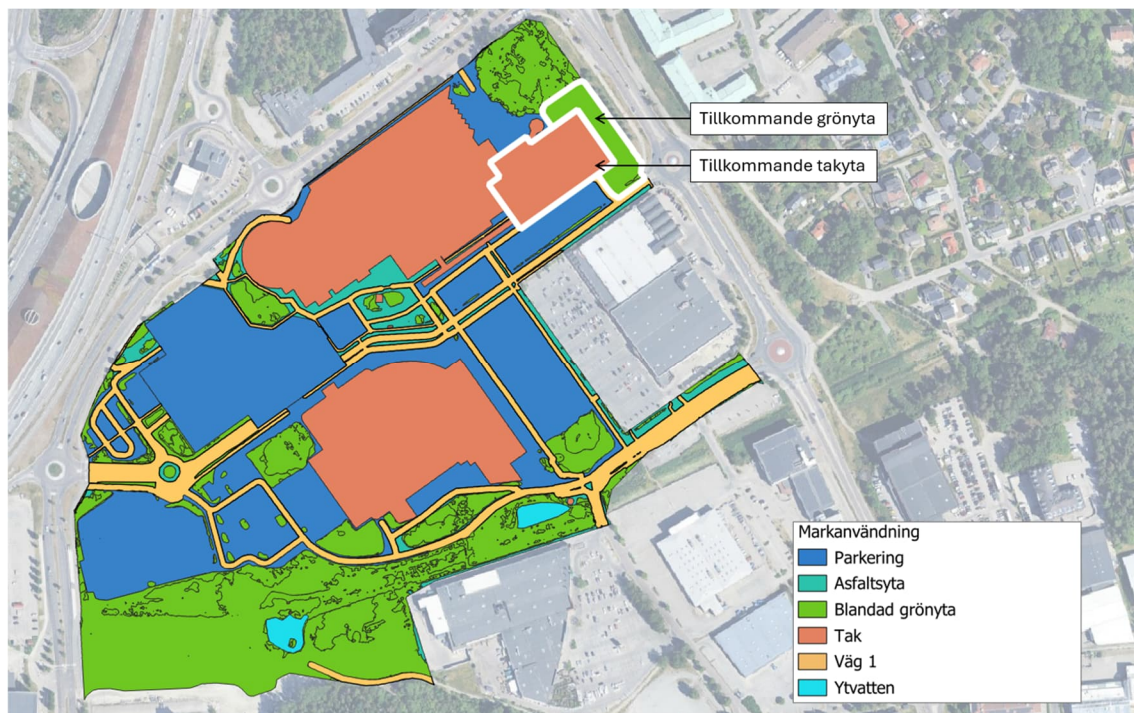 Tillkommande grönyta
Tillkommande takyta
Markanvändning
Parkering
Asfaltsyta
Blandad grönyta
Tak
Väg 1
Ytvatten